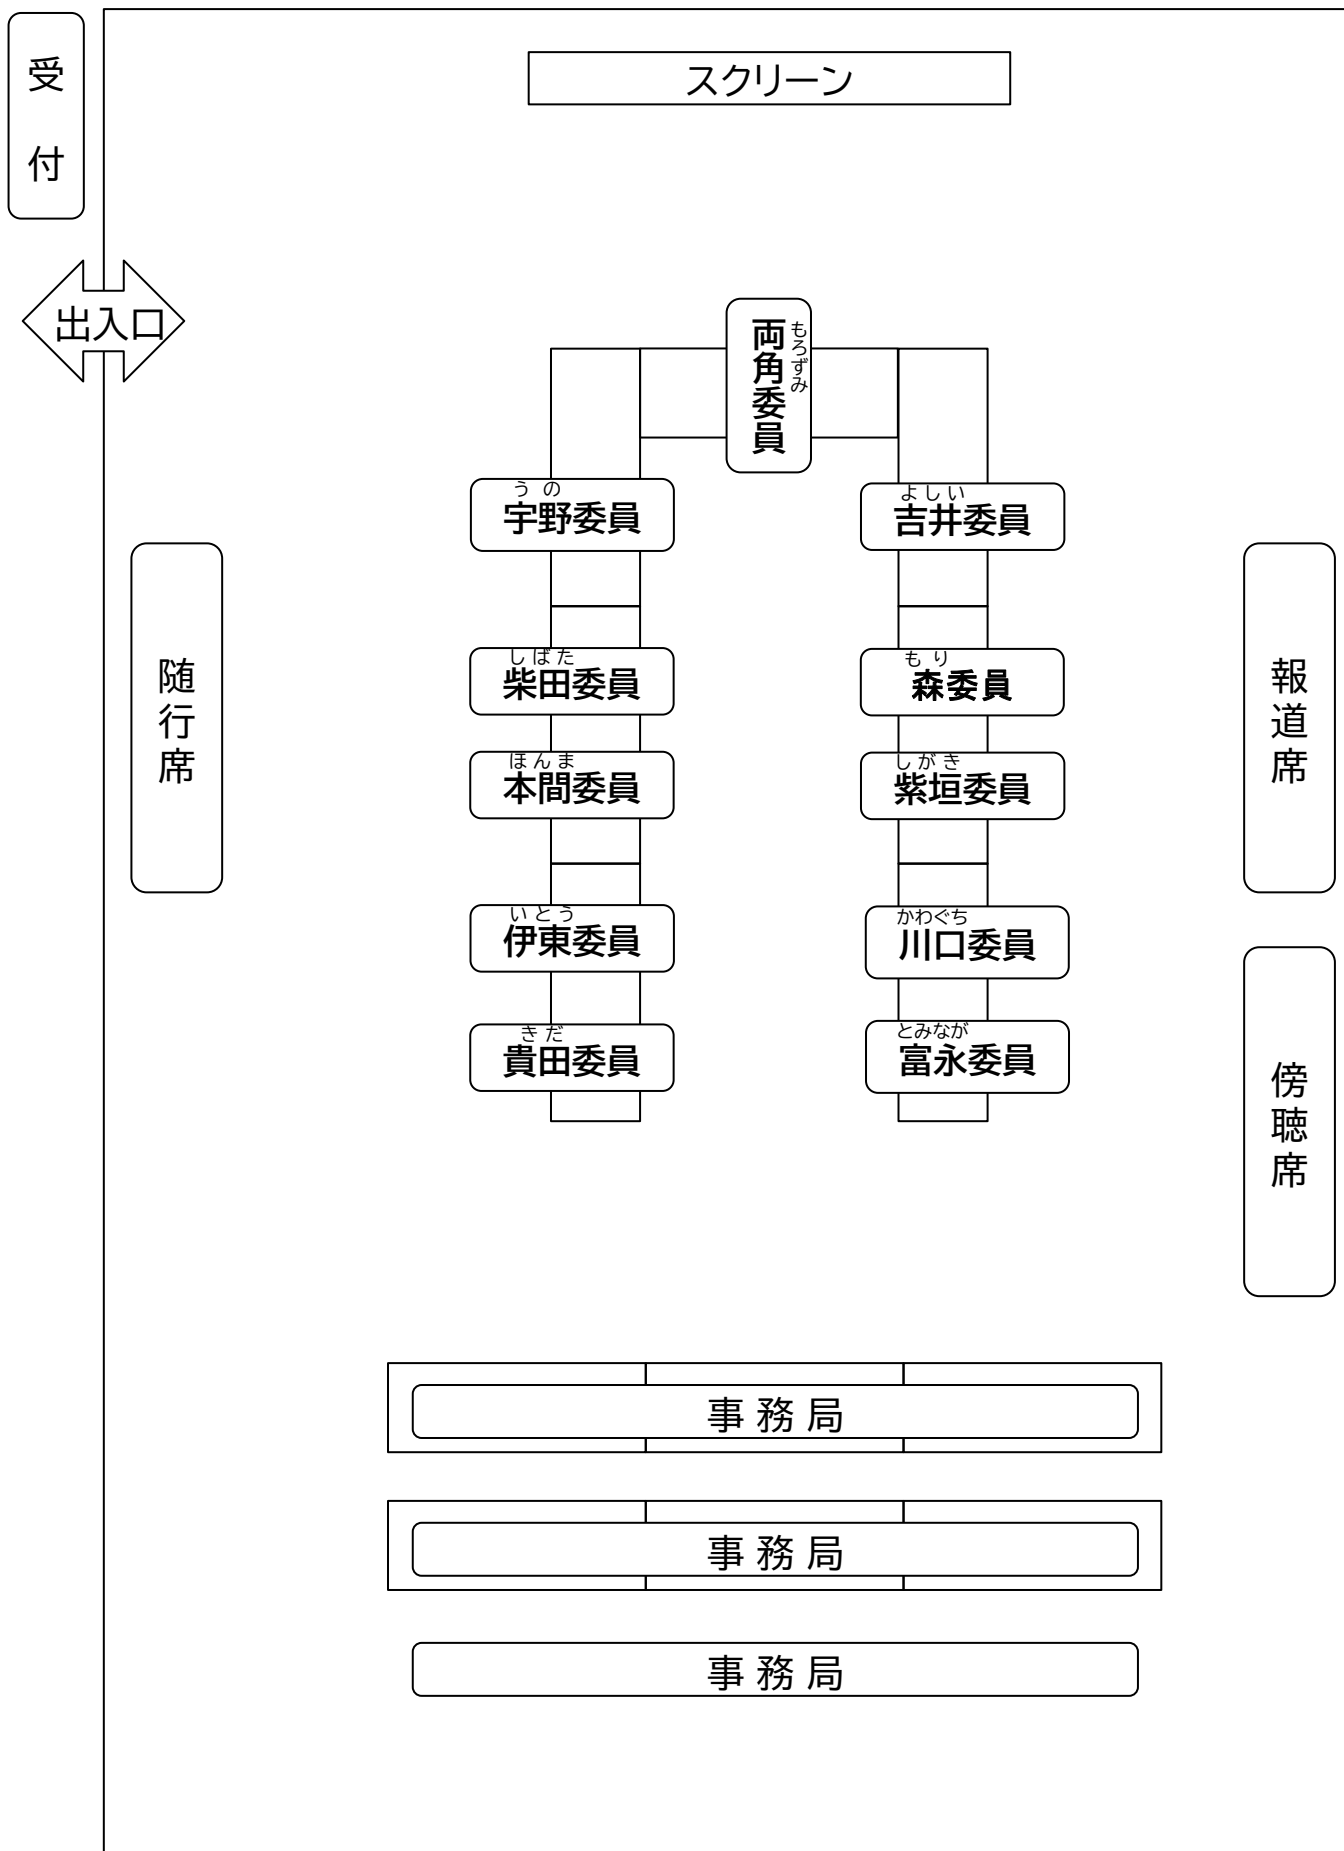 受付
スクリーン
出入口
もろずみ
両角委員
うの
宇野委員
よしい
吉井委員
しばた
柴田委員
もり
森委員
ほんま
本間委員
しがき
紫垣委員
いとう
伊東委員
かわぐち
川口委員
きだ
貴田委員
とみなが
富永委員
随行席
報道席
傍聴席
事務局
事務局
事務局